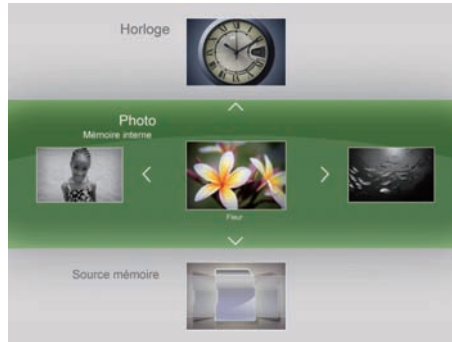 Horloge
Photo
Mémoire interne
Fleur
Source mémoire